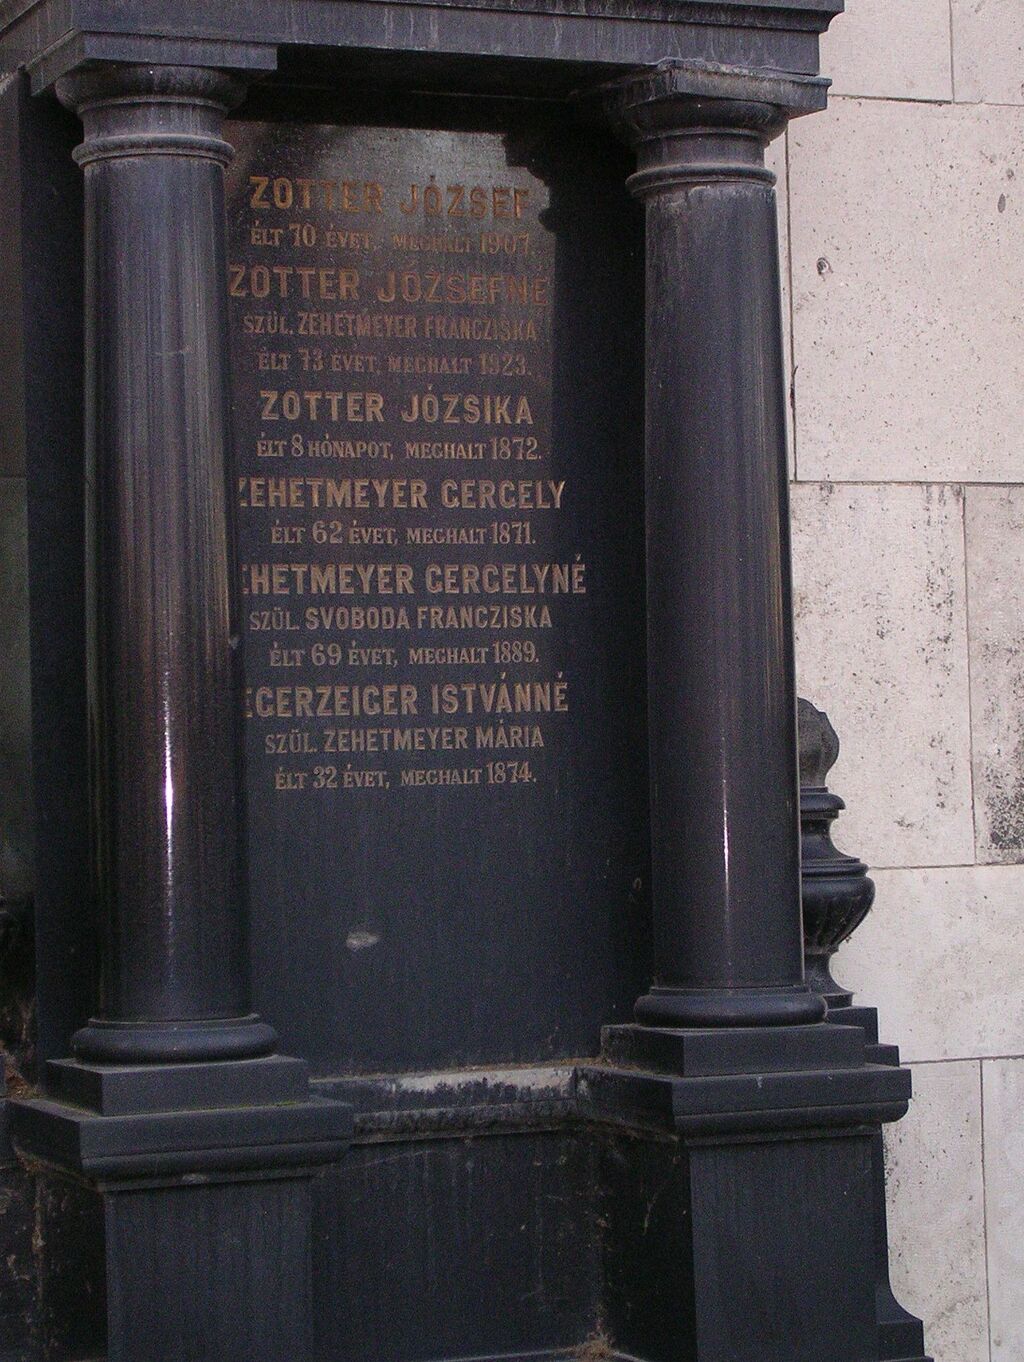 ZOTTER JÓZSEF
ÉLT 70 ÉVET, MEGHALT 1907.
ZOTTER JÓZSEFNÉ
SZÜL. ZEHETMEYER FRANCZISKA
ÉLT 73 ÉVET, MEGHALT 1923.
ZOTTER JÓZSIKA
ÉLT 8 HÓNAPOT, MEGHALT 1872.
ZEHETMEYER GERGELY
ÉLT 62 ÉVET, MEGHALT 1871.
ZEHETMEYER GERGELYNÉ
SZÜL. SVOBODA FRANCZISKA
ÉLT 69 ÉVET, MEGHALT 1889.
ISTVÁNNÉ
SZÜL. ZEHETMEYER MÁRIA
ÉLT 32 ÉVET, MEGHALT 1874.